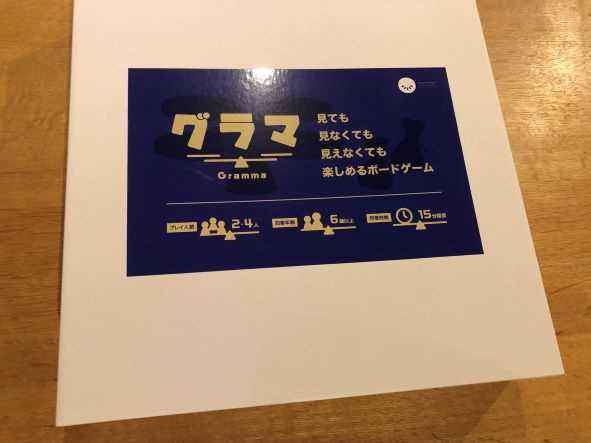 グラマ
Gramma
見ても
見なくても
見えなくても
楽しめるボードゲーム
プレイ人数 2-4人
対象年齢 6歳以上
所要時間 15分程度